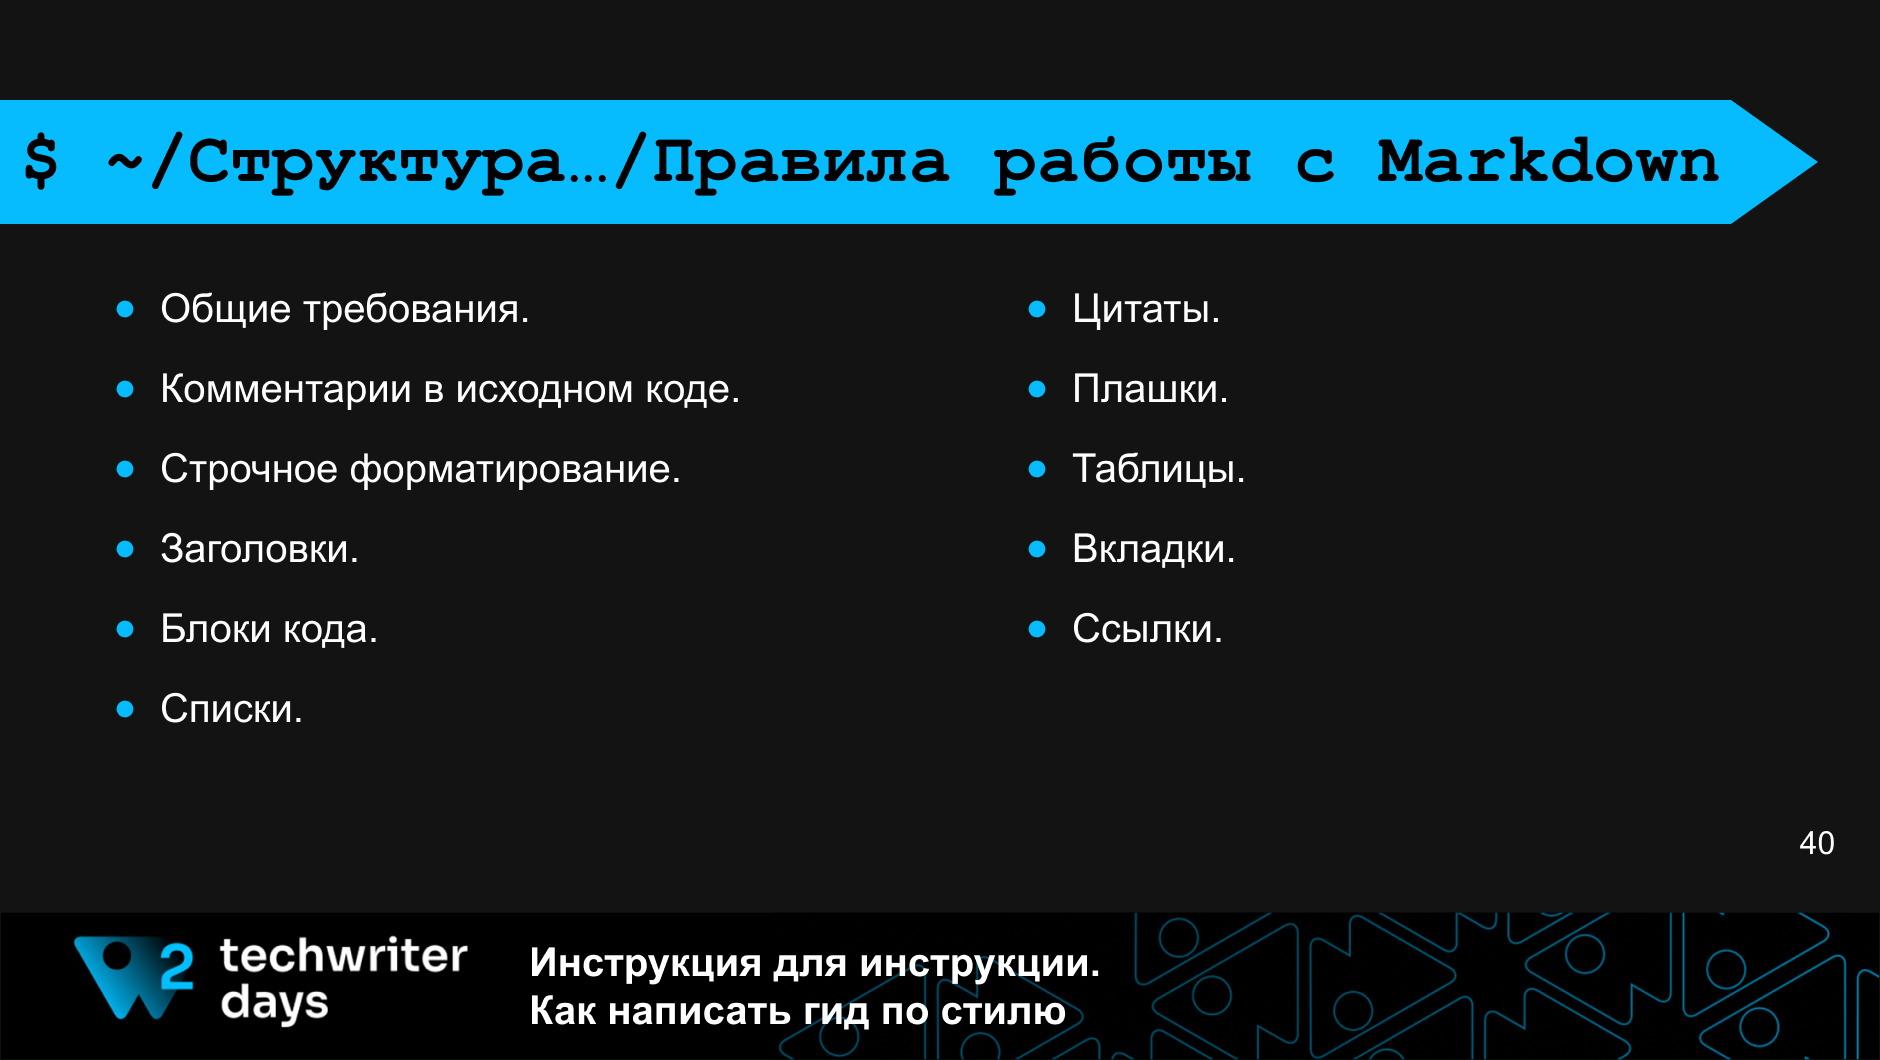 $ ~/Структура…/Правила работы с Markdown
Общие требования.
Комментарии в исходном коде.
Строчное форматирование.
Заголовки.
Блоки кода.
Списки.
Цитаты.
Плашки.
Таблицы.
Вкладки.
Ссылки.
40
2
techwriter
days
Инструкция для инструкции.
Как написать гид по стилю